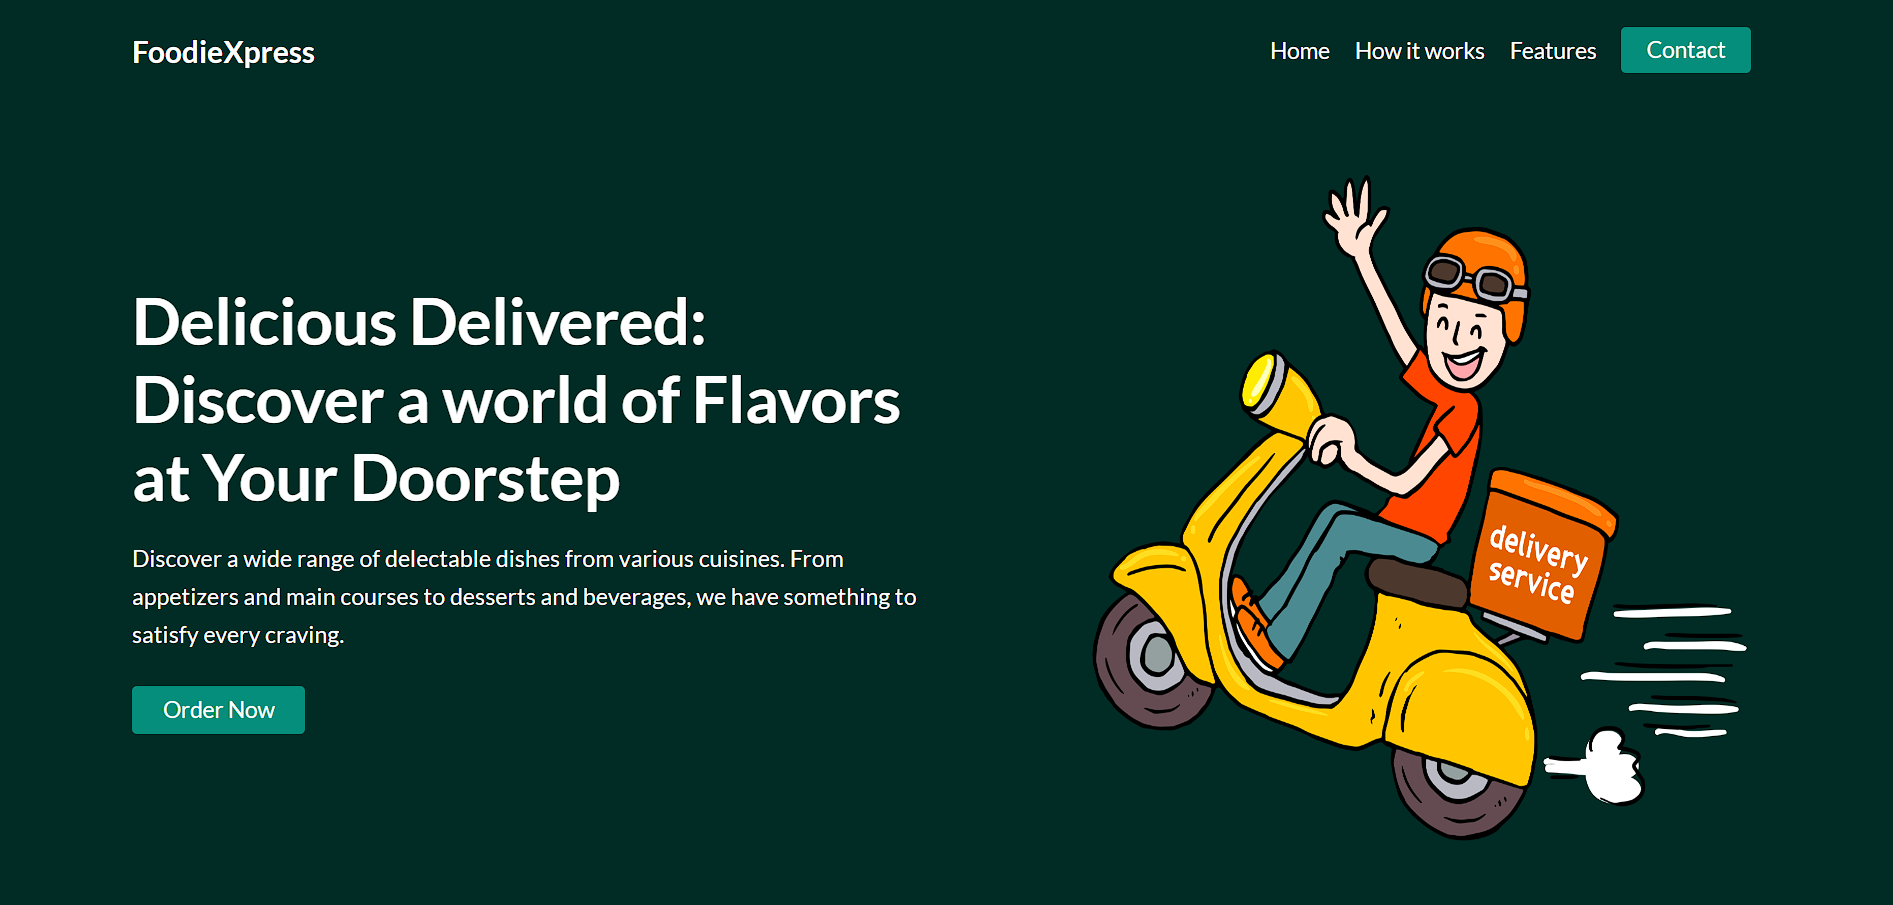 FoodieXpress
Home
How it works
Features
Contact
Delicious Delivered:
Discover a world of Flavors
at Your Doorstep
Discover a wide range of delectable dishes from various cuisines. From
appetizers and main courses to desserts and beverages, we have something to
satisfy every craving.
Order Now
delivery
service